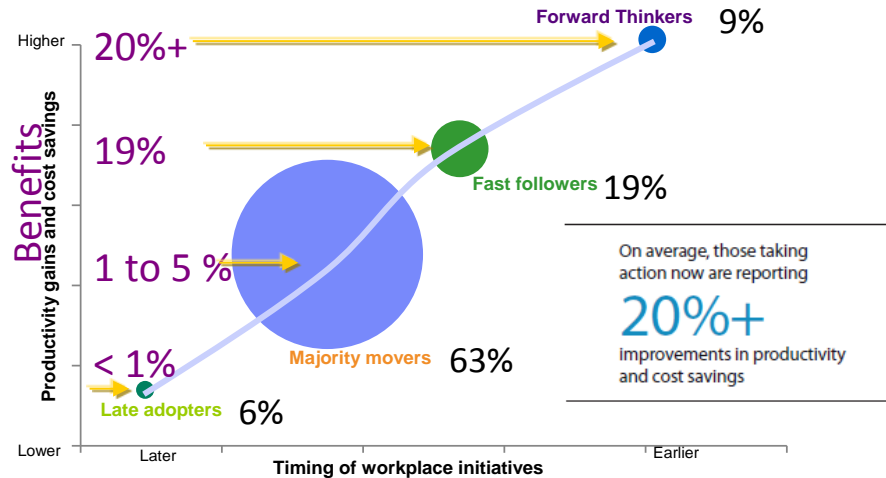 Forward Thinkers
9%
Higher
20%+
Benefits
Productivity gains and cost savings
19%
Fast followers
19%
1 to 5 %
On average, those taking
action now are reporting
20%+
improvements in productivity
and cost savings
< 1%
Majority movers
63%
Late adopters
6%
Lower
Later
Earlier
Timing of workplace initiatives